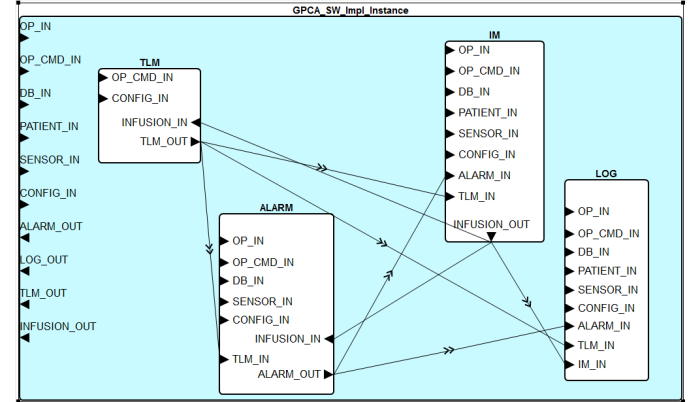 GPCA_SW_Impl_Instance
OP_IN
OP_CMD_IN
DB_IN
PATIENT_IN
SENSOR_IN
CONFIG_IN
ALARM_OUT
LOG_OUT
TLM_OUT
INFUSION_OUT
TLM
OP_CMD_IN
CONFIG_IN
INFUSION_IN
TLM_OUT
ALARM
OP_IN
OP_CMD_IN
DB_IN
SENSOR_IN
CONFIG_IN
INFUSION_IN
TLM_IN
ALARM_OUT
IM
OP_IN
OP_CMD_IN
DB_IN
PATIENT_IN
SENSOR_IN
CONFIG_IN
ALARM_IN
TLM_IN
INFUSION_OUT
LOG
OP_IN
OP_CMD_IN
DB_IN
PATIENT_IN
SENSOR_IN
CONFIG_IN
ALARM_IN
TLM_IN
IM_IN